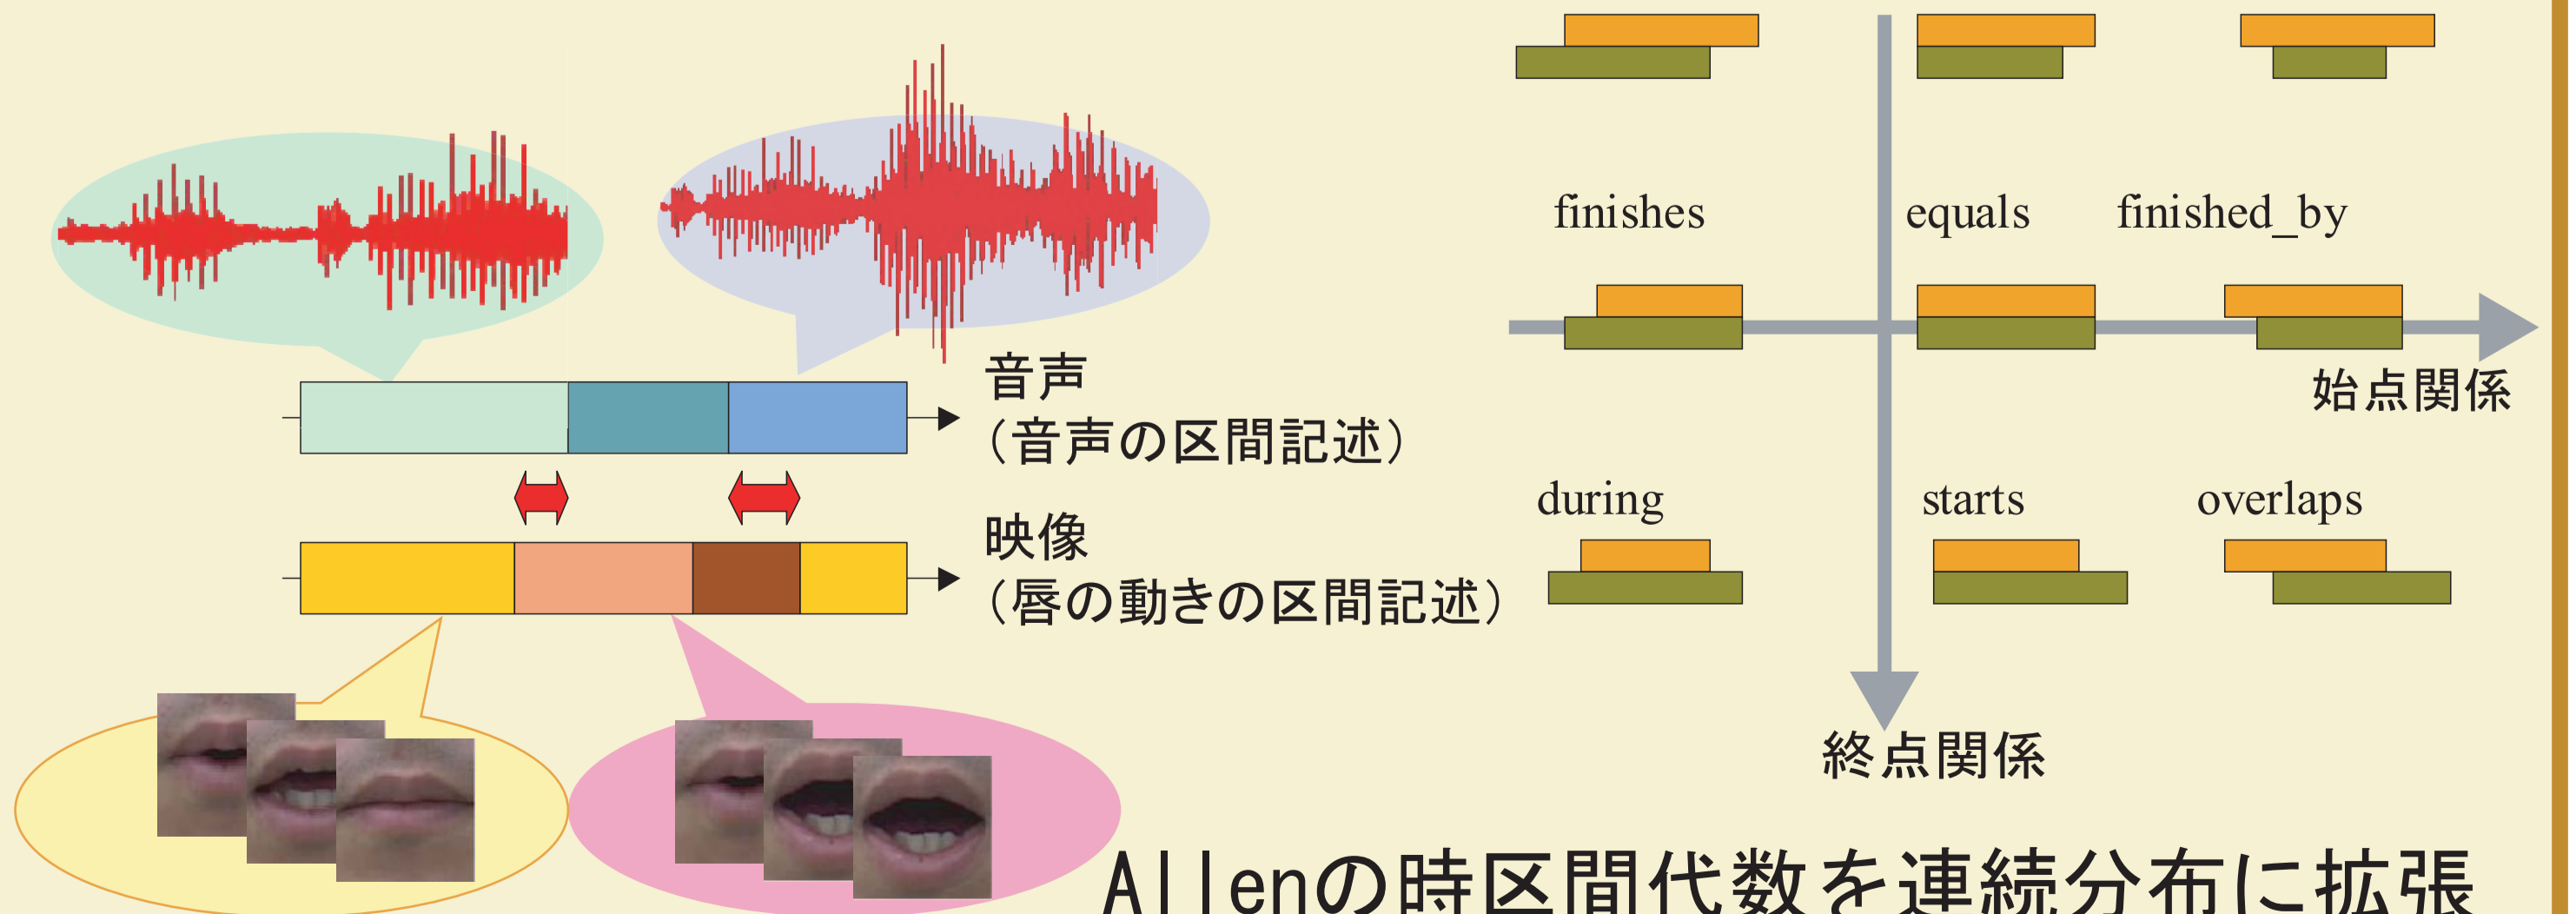 音声
（音声の区間記述）
映像
（唇の動きの区間記述）
finishes
equals
finished_by
始点関係
during
starts
overlaps
終点関係
Allenの時区間代数を連続分布に拡張